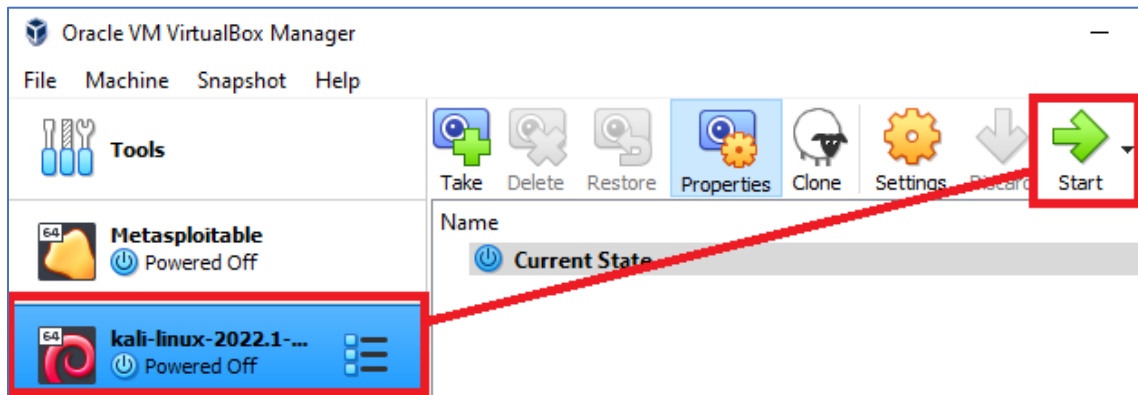 Oracle VM VirtualBox Manager
File Machine Snapshot Help
Tools
Take Delete Restore Properties Clone Settings Discard Start
Name
Current State
64
Metasploitable
Powered Off
64
kali-linux-2022.1-...
Powered Off